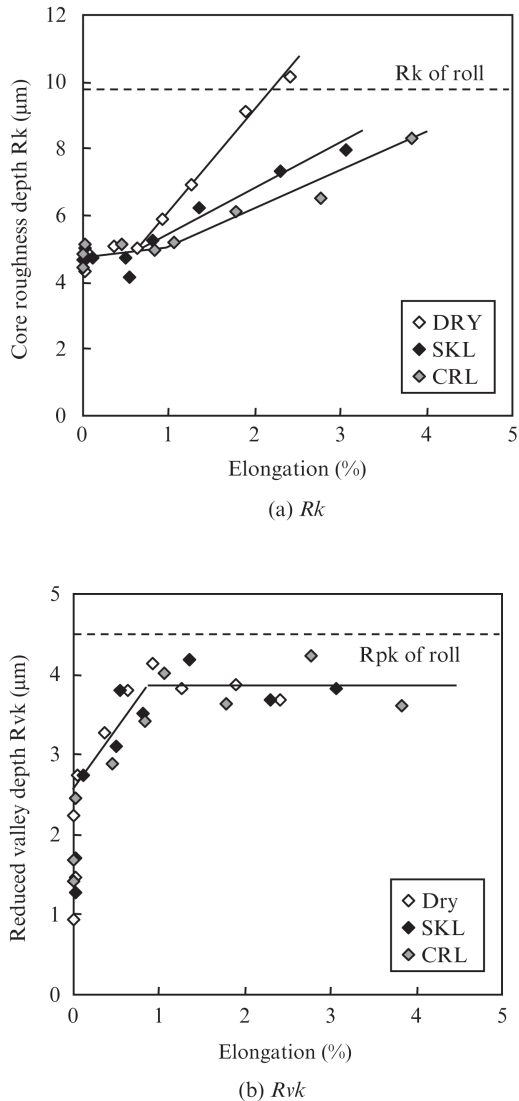 12
10
8
6
4
2
0
Core roughness depth Rk (μm)
Rk of roll
DRY
SKL
CRL
0 1 2 3 4 5
Elongation (%)
(a) Rk
5
4
3
2
1
0
Reduced valley depth Rvk (μm)
Rpk of roll
Dry
SKL
CRL
0 1 2 3 4 5
Elongation (%)
(b) Rvk